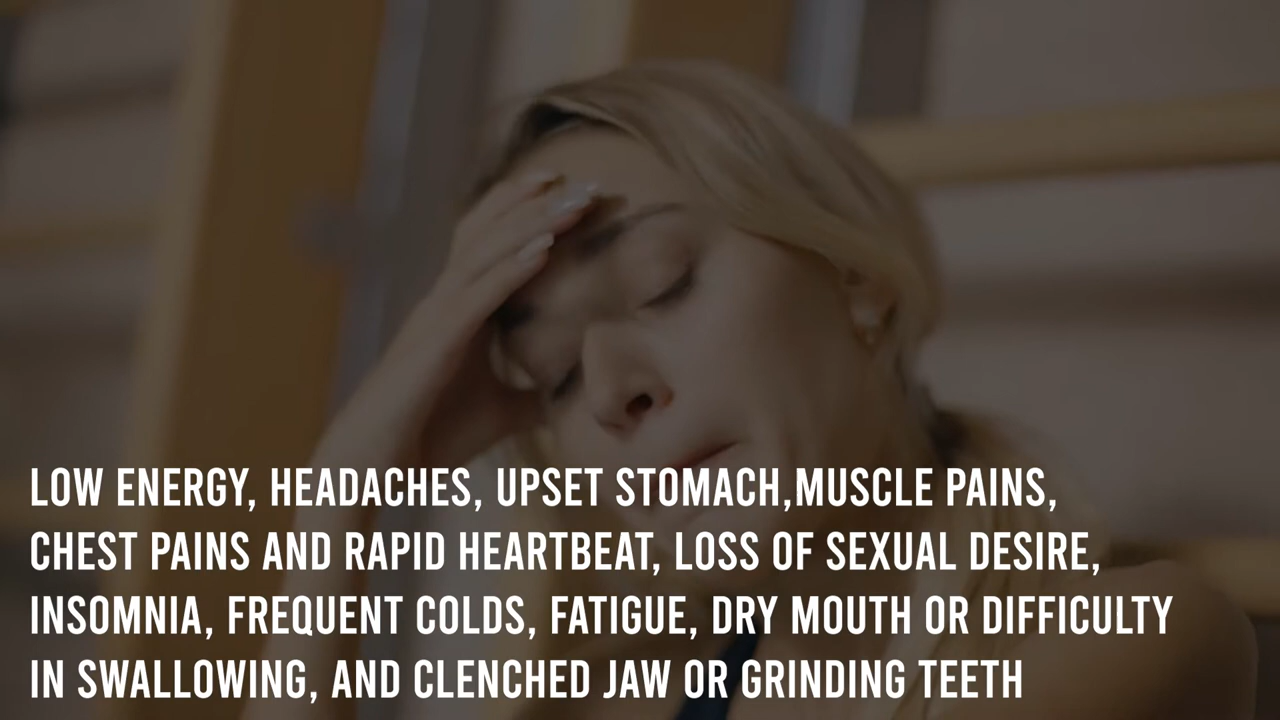 LOW ENERGY, HEADACHES, UPSET STOMACH,MUSCLE PAINS,
CHEST PAINS AND RAPID HEARTBEAT, LOSS OF SEXUAL DESIRE,
INSOMNIA, FREQUENT COLDS, FATIGUE, DRY MOUTH OR DIFFICULTY
IN SWALLOWING, AND CLENCHED JAW OR GRINDING TEETH